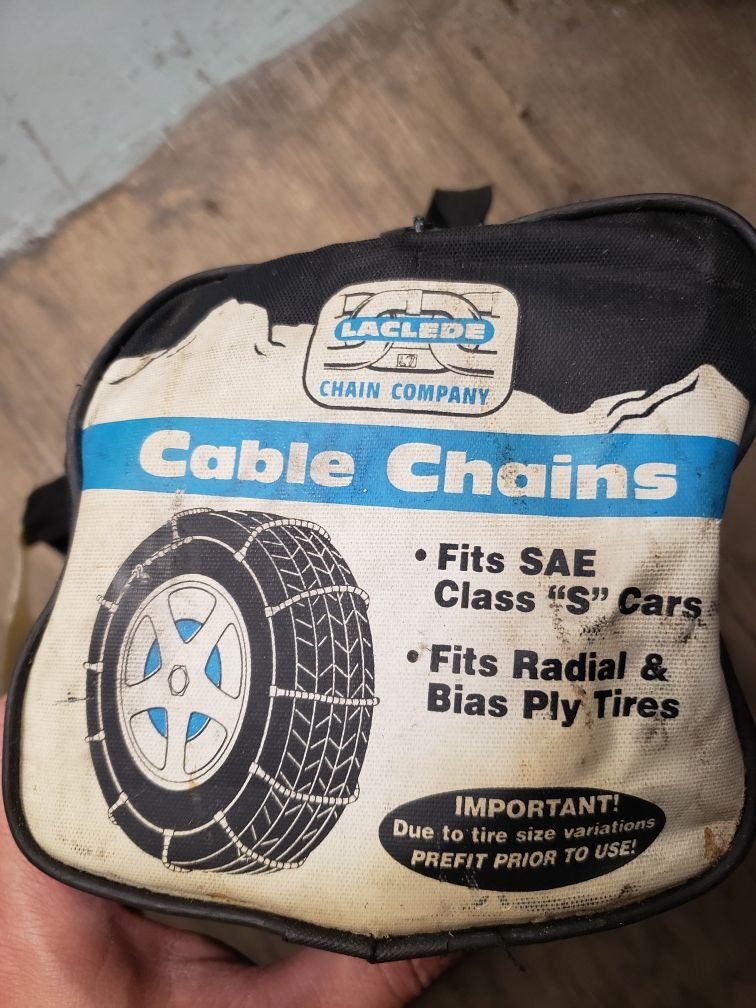 LACLEDE
CHAIN COMPANY
Cable Chains
• Fits SAE
Class “S” Cars
• Fits Radial &
Bias Ply Tires
IMPORTANT!
Due to tire size variations
PREFIT PRIOR TO USE!